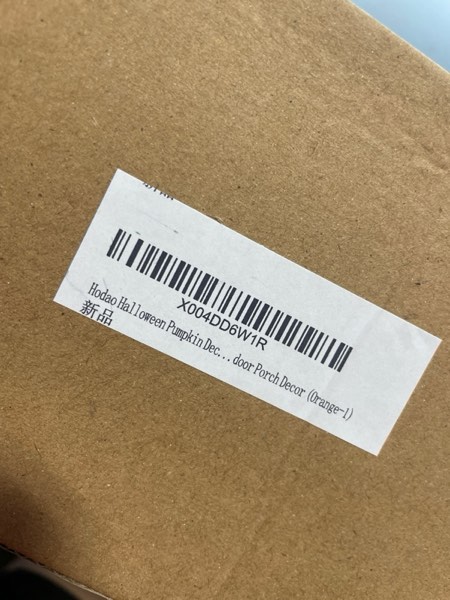 X004DD6W1R
Hodao Halloween Pumpkin Dec...door Porch Decor (Orange-1)
新品